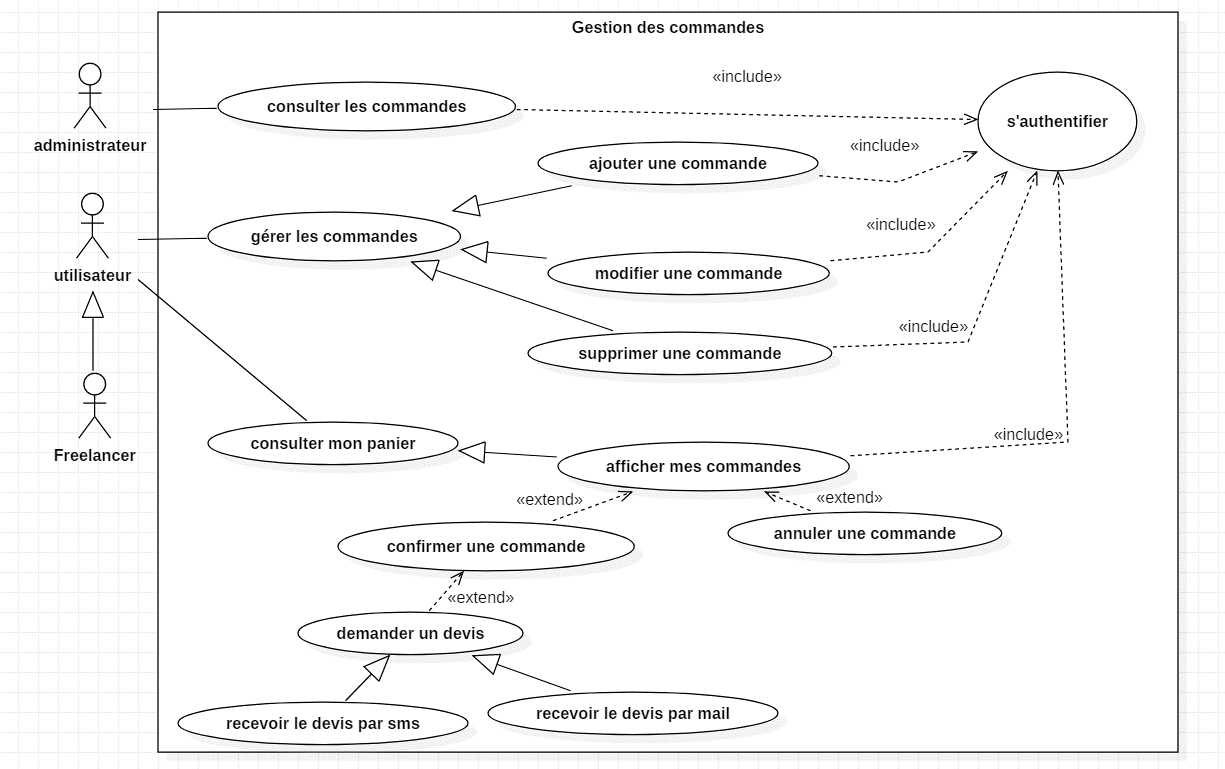 Gestion des commandes
administrateur
consulter les commandes
«include»
s'authentifier
ajouter une commande
«include»
utilisateur
gérer les commandes
modifier une commande
«include»
supprimer une commande
«include»
Freelancer
consulter mon panier
afficher mes commandes
«include»
«extend»
«extend»
confirmer une commande
annuler une commande
«extend»
demander un devis
recevoir le devis par sms
recevoir le devis par mail